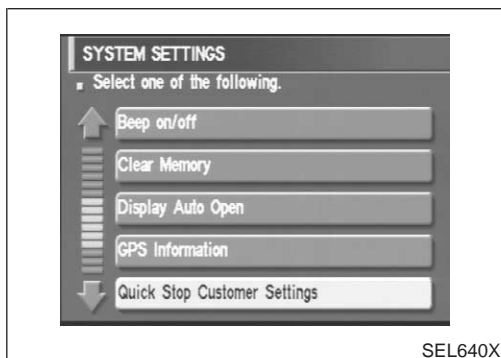 SYSTEM SETTINGS
Select one of the following.
Beep on/off
Clear Memory
Display Auto Open
GPS Information
Quick Stop Customer Settings
SEL640X